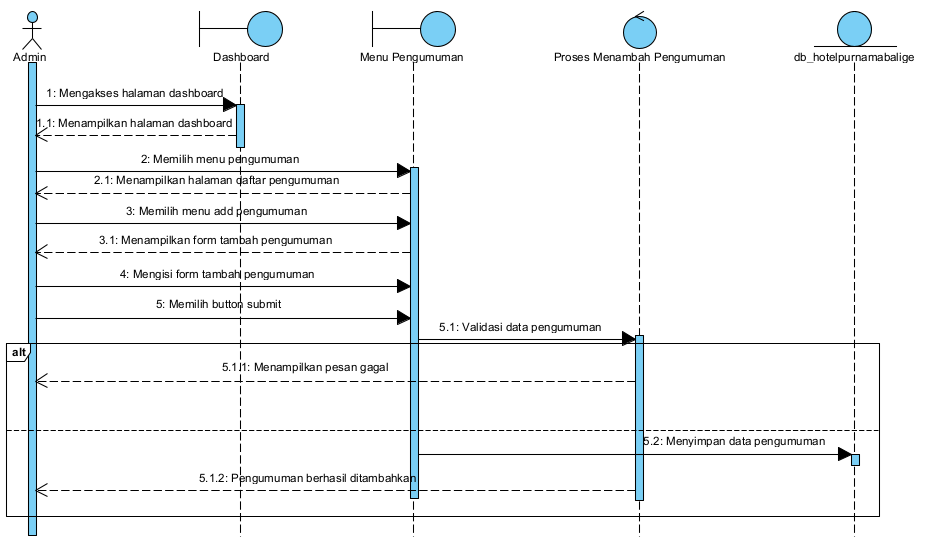 Admin
Dashboard
Menu Pengumuman
Proses Menambah Pengumuman
db_hotelpurnamabalige
1: Mengakses halaman dashboard
1.1: Menampilkan halaman dashboard
2: Memilih menu pengumuman
2.1: Menampilkan halaman daftar pengumuman
3: Memilih menu add pengumuman
3.1: Menampilkan form tambah pengumuman
4: Mengisi form tambah pengumuman
5: Memilih button submit
5.1: Validasi data pengumuman
alt
5.1.1: Menampilkan pesan gagal
5.2: Menyimpan data pengumuman
5.1.2: Pengumuman berhasil ditambahkan